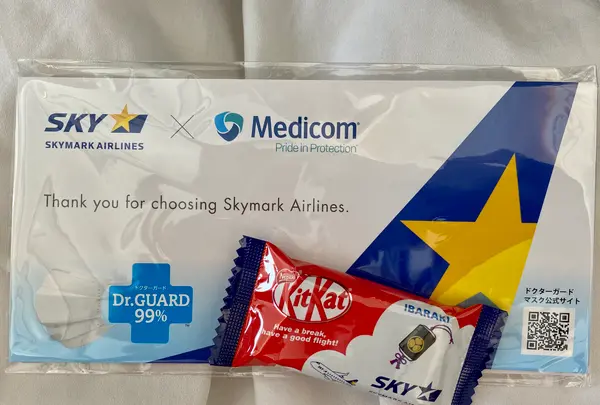 SKY
SKYMARK AIRLINES
Medicom®
Pride in Protection
Thank you for choosing Skymark Airlines.
ドクターガード
Dr.GUARD
99%
ドクターガード
マスク公式サイト
Nestle
KitKat
Have a break,
have a good flight!
IBARAKI
SKY